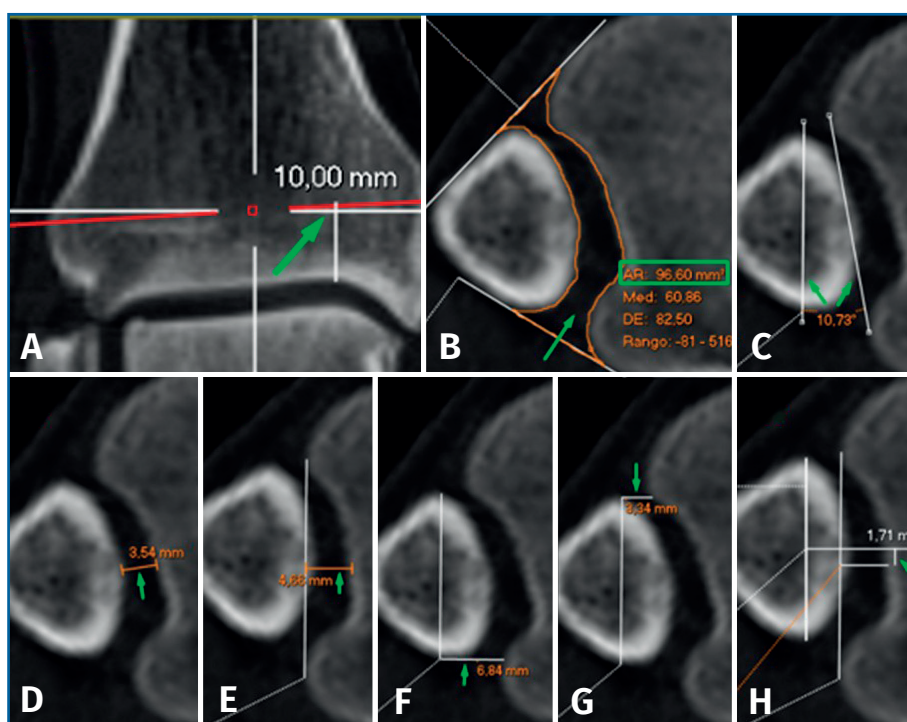 10,00 mm
A
AR: 96,60 mm²
Med: 60,86
DE: 82,50
Rango: -81 - 516
B
10,73°
C
3,54 mm
D
4,66 mm
E
6,84 mm
F
3,34 mm
G
1,71 m
H